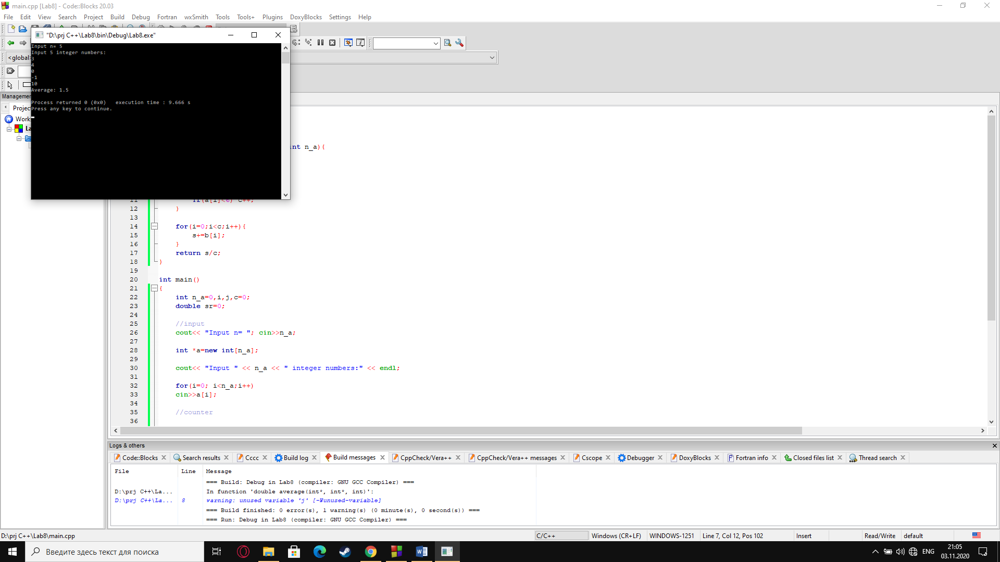 main.cpp [Lab8] - Code::Blocks 20.03
File Edit View Search Project Build Debug Fortran wxSmith Tools Tools+ Plugins DoxyBlocks Settings Help
"D:\prj C++\Lab8\bin\Debug\Lab8.exe"
Input n= 5
Input 5 integer numbers:
3
4
0
-1
10
Average: 1.5
Process returned 0 (0x0)   execution time : 9.666 s
Press any key to continue.
<global>
Management
Projec
Works
La
int n_a){
11 if(a[i]<0) c++;
12 }
13
14 for(i=0;i<c;i++){
15 s+=b[i];
16 }
17 return s/c;
18 }
19
20 int main()
21 {
22 int n_a=0,i,j,c=0;
23 double sr=0;
24
25 //input
26 cout<< "Input n= "; cin>>n_a;
27
28 int *a=new int[n_a];
29
30 cout<< "Input " << n_a << " integer numbers:" << endl;
31
32 for(i=0; i<n_a;i++)
33 cin>>a[i];
34
35 //counter
36
Logs & others
Code::Blocks Search results Cccc Build log Build messages CppCheck/Vera++ CppCheck/Vera++ messages Cscope Debugger DoxyBlocks Fortran info Closed files list Thread search
File Line Message
=== Build: Debug in Lab8 (compiler: GNU GCC Compiler) ===
D:\prj C++\La... In function 'double average(int*, int*, int)':
D:\prj C++\La... 8 warning: unused variable 'j' [-Wunused-variable]
=== Build finished: 0 error(s), 1 warning(s) (0 minute(s), 0 second(s)) ===
=== Run: Debug in Lab8 (compiler: GNU GCC Compiler) ===
D:\prj C++\Lab8\main.cpp C/C++ Windows (CR+LF) WINDOWS-1251 Line 7, Col 12, Pos 102 Insert Read/Write default
Введите здесь текст для поиска
ENG
21:05
03.11.2020